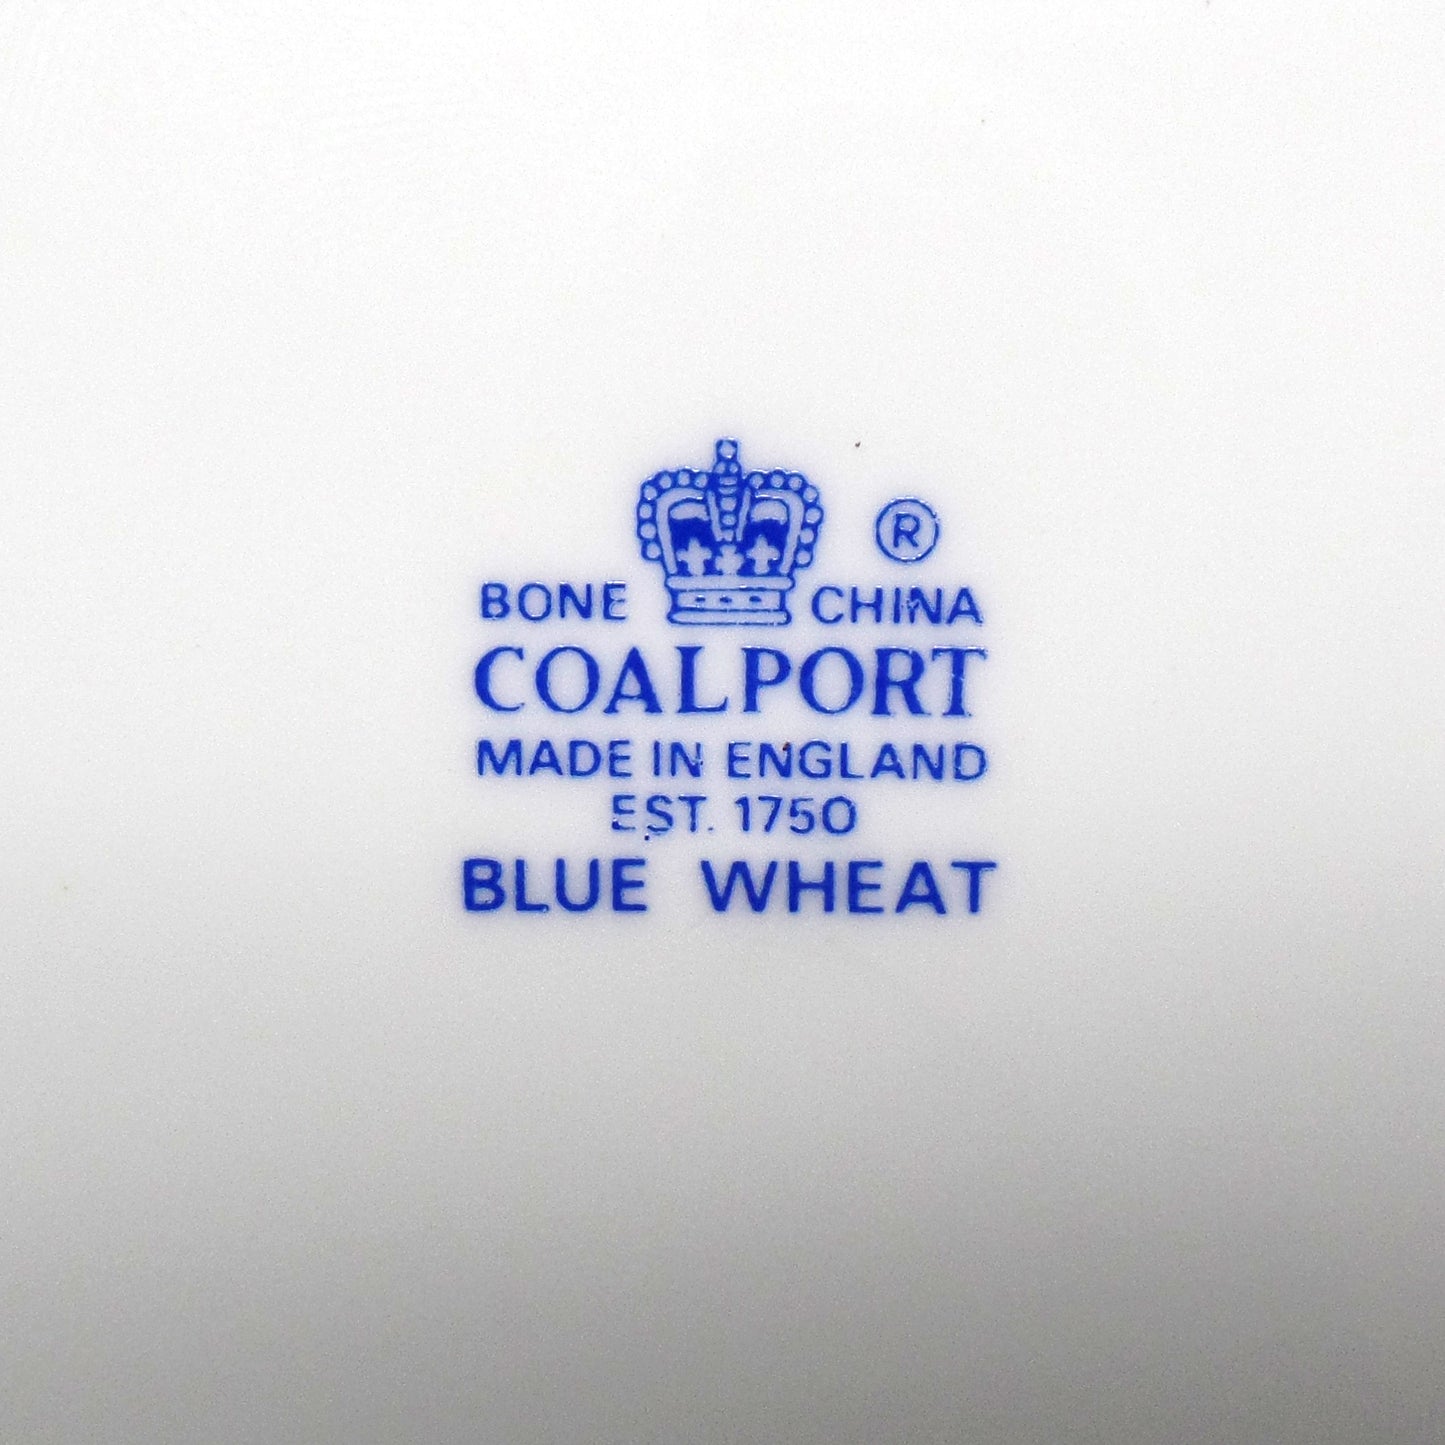 ®
BONE CHINA
COALPORT
MADE IN ENGLAND
EST. 1750
BLUE WHEAT